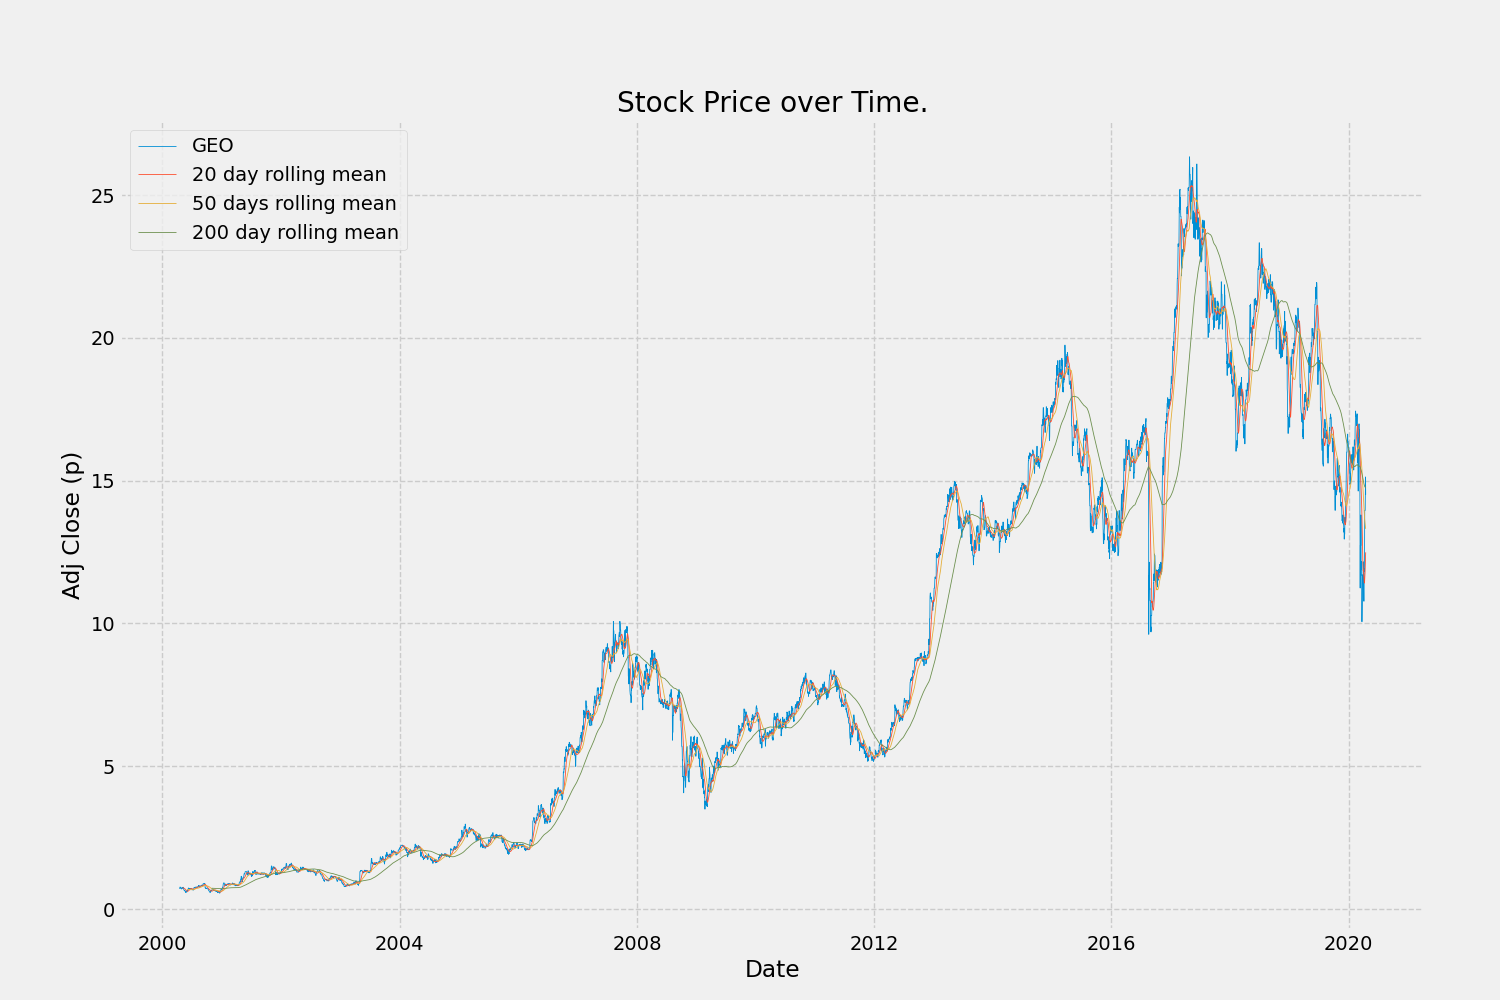 Stock Price over Time.
GEO
20 day rolling mean
50 days rolling mean
200 day rolling mean
Adj Close (p)
25
20
15
10
5
0
2000 2004 2008 2012 2016 2020
Date